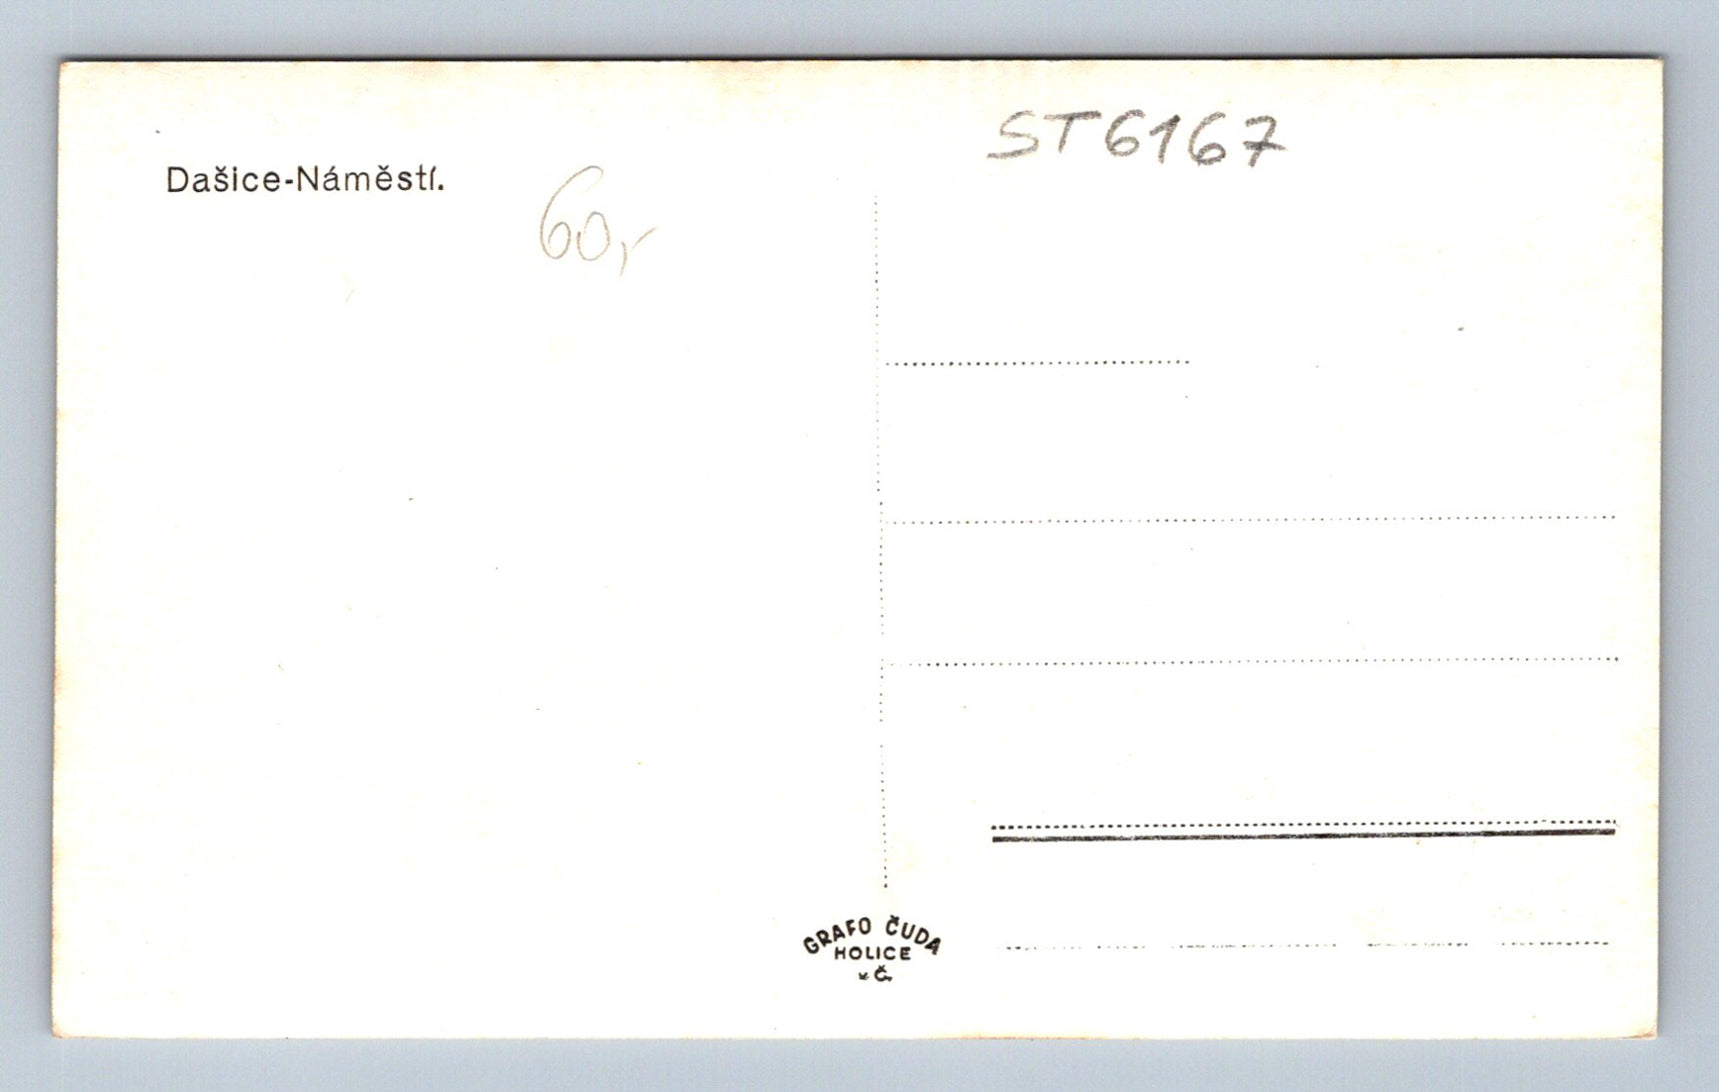 Dašice-Náměstí.
60,-
ST6167
GRAFO ČUDA
HOLICE
v Č.